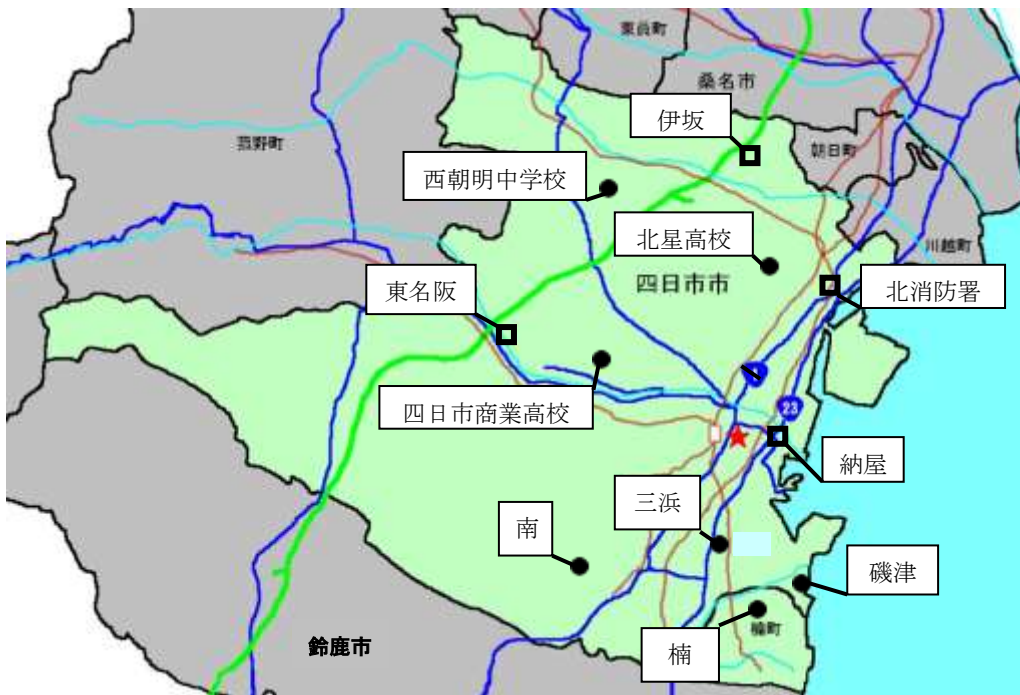 東員町
桑名市
伊坂
菰野町
朝日町
西朝明中学校
北星高校
川越町
四日市市
東名阪
北消防署
四日市商業高校
23
納屋
三浜
南
磯津
楠町
楠
鈴鹿市